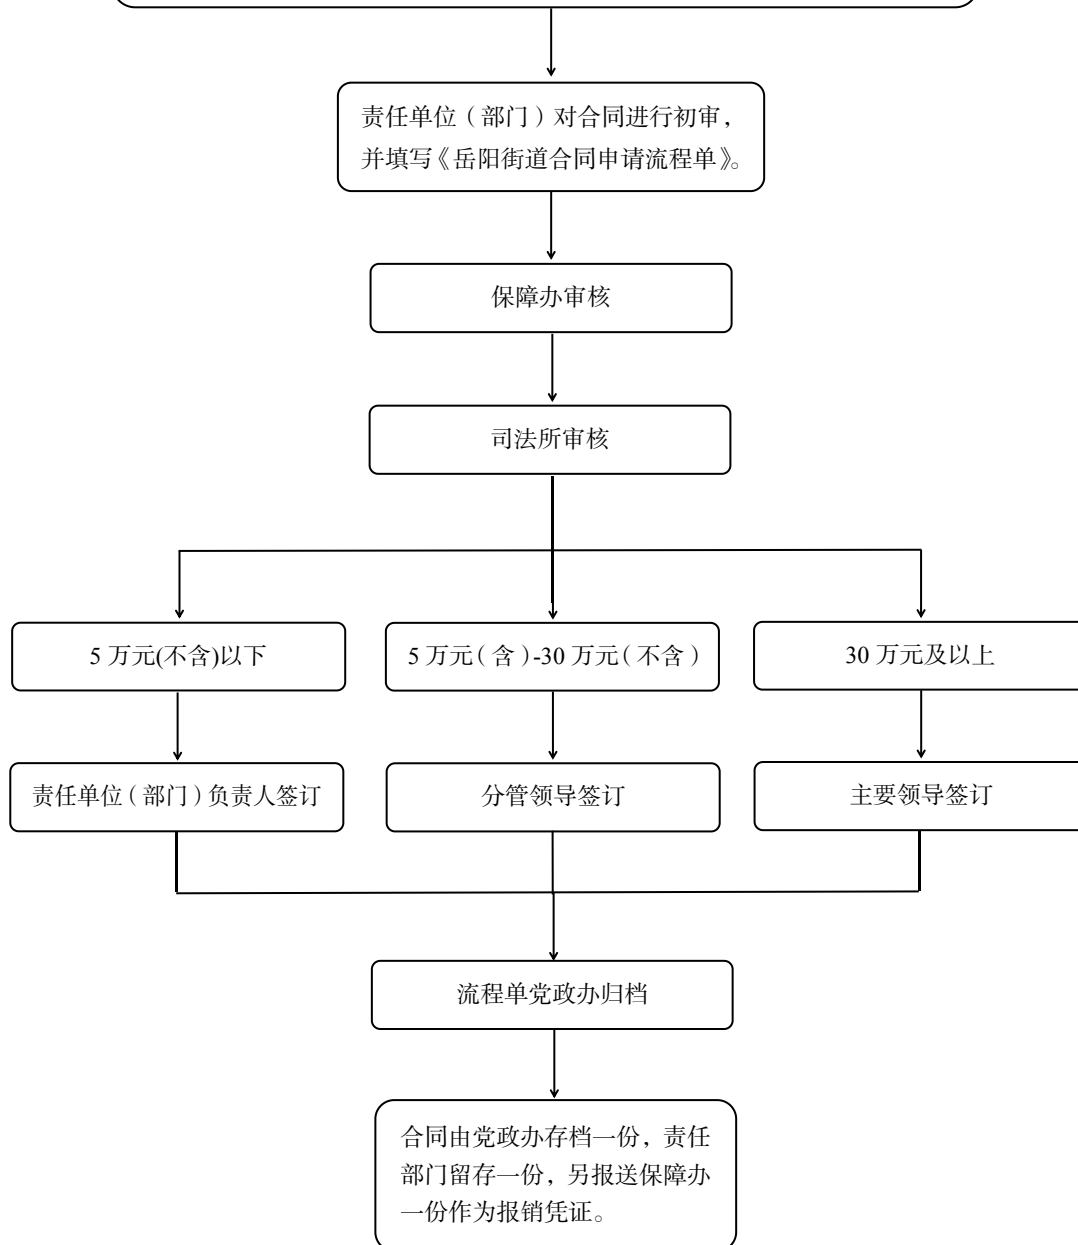 责任单位（部门）对合同进行初审，
并填写《岳阳街道合同申请流程单》。
保障办审核
司法所审核
5 万元(不含)以下
5 万元（含）-30 万元（不含）
30 万元及以上
责任单位（部门）负责人签订
分管领导签订
主要领导签订
流程单党政办归档
合同由党政办存档一份，责任
部门留存一份，另报送保障办
一份作为报销凭证。